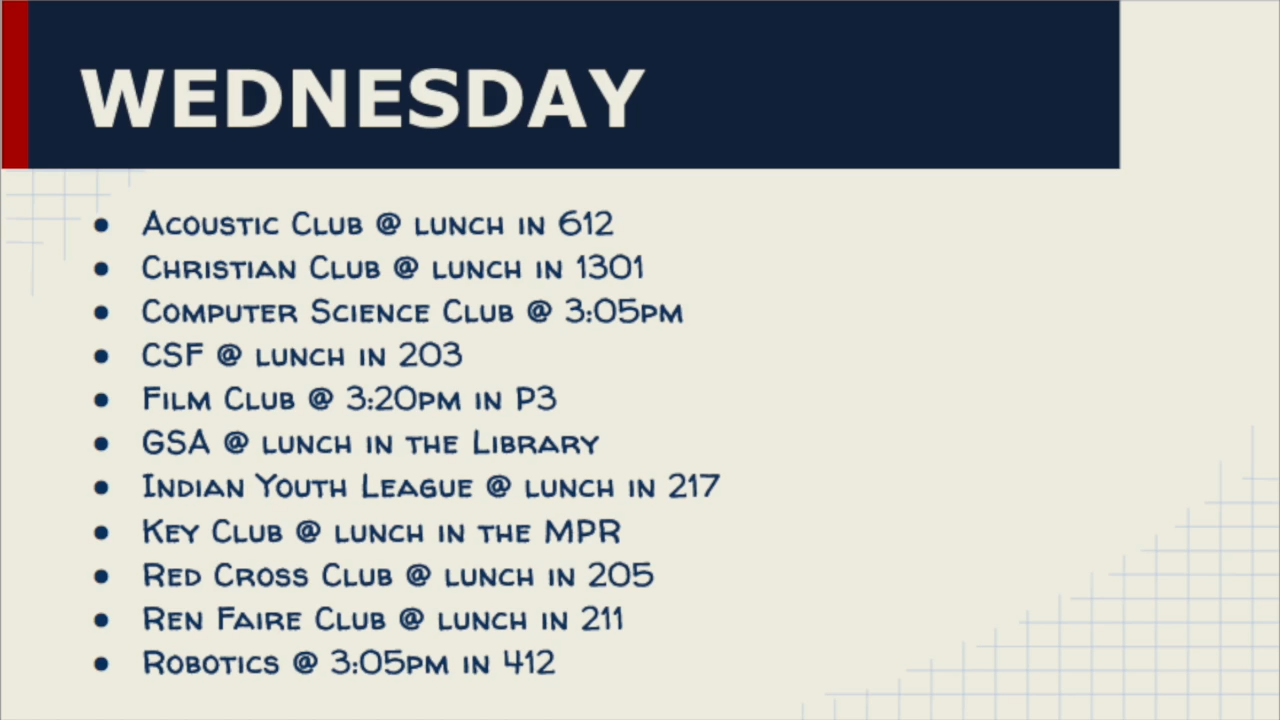 WEDNESDAY
● Acoustic Club @ lunch in 612
● Christian Club @ lunch in 1301
● Computer Science Club @ 3:05pm
● CSF @ lunch in 203
● Film Club @ 3:20pm in P3
● GSA @ lunch in the Library
● Indian Youth League @ lunch in 217
● Key Club @ lunch in the MPR
● Red Cross Club @ lunch in 205
● Ren Faire Club @ lunch in 211
● Robotics @ 3:05pm in 412